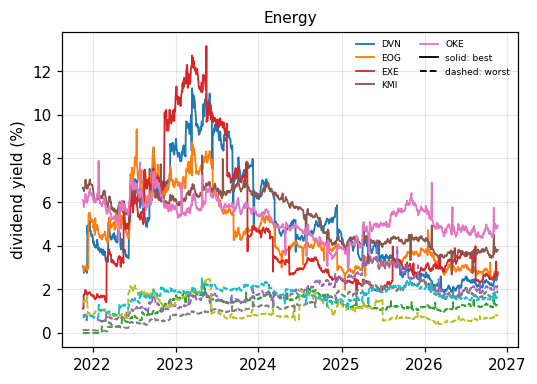 Energy
dividend yield (%)
12
10
8
6
4
2
0
2022 2023 2024 2025 2026 2027
DVN
EOG
EXE
KMI
OKE
solid: best
dashed: worst